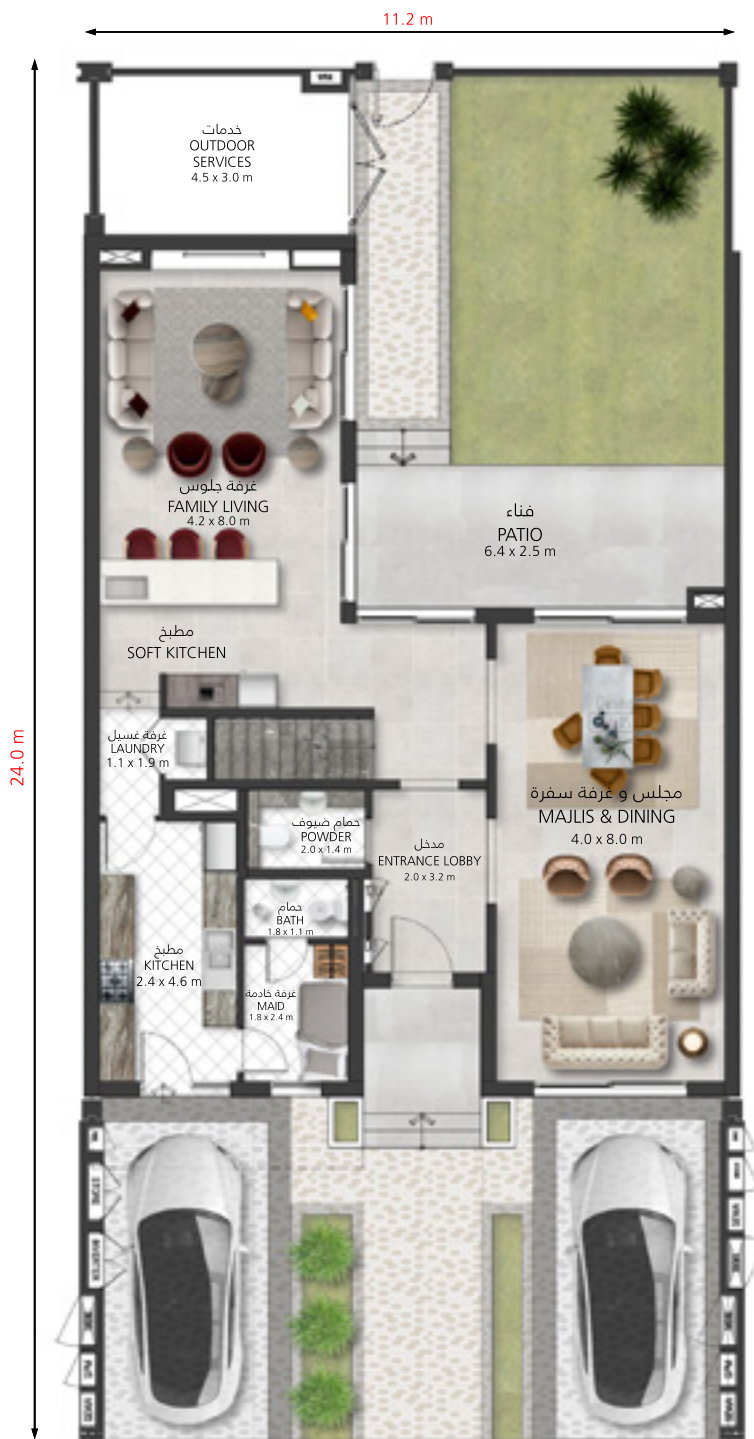 11.2 m
24.0 m
خدمات
OUTDOOR
SERVICES
4.5 x 3.0 m
غرفة جلوس
FAMILY LIVING
4.2 x 8.0 m
فناء
PATIO
6.4 x 2.5 m
مطبخ
SOFT KITCHEN
غرفة غسيل
LAUNDRY
1.1 x 1.9 m
مجلس و غرفة سفرة
MAJLIS & DINING
4.0 x 8.0 m
حمام ضيوف
POWDER
2.0 x 1.4 m
مدخل
ENTRANCE LOBBY
2.0 x 3.2 m
حمام
BATH
1.8 x 1.1 m
مطبخ
KITCHEN
2.4 x 4.6 m
غرفة خادمة
MAID
1.8 x 2.4 m
STORE
INVERTER